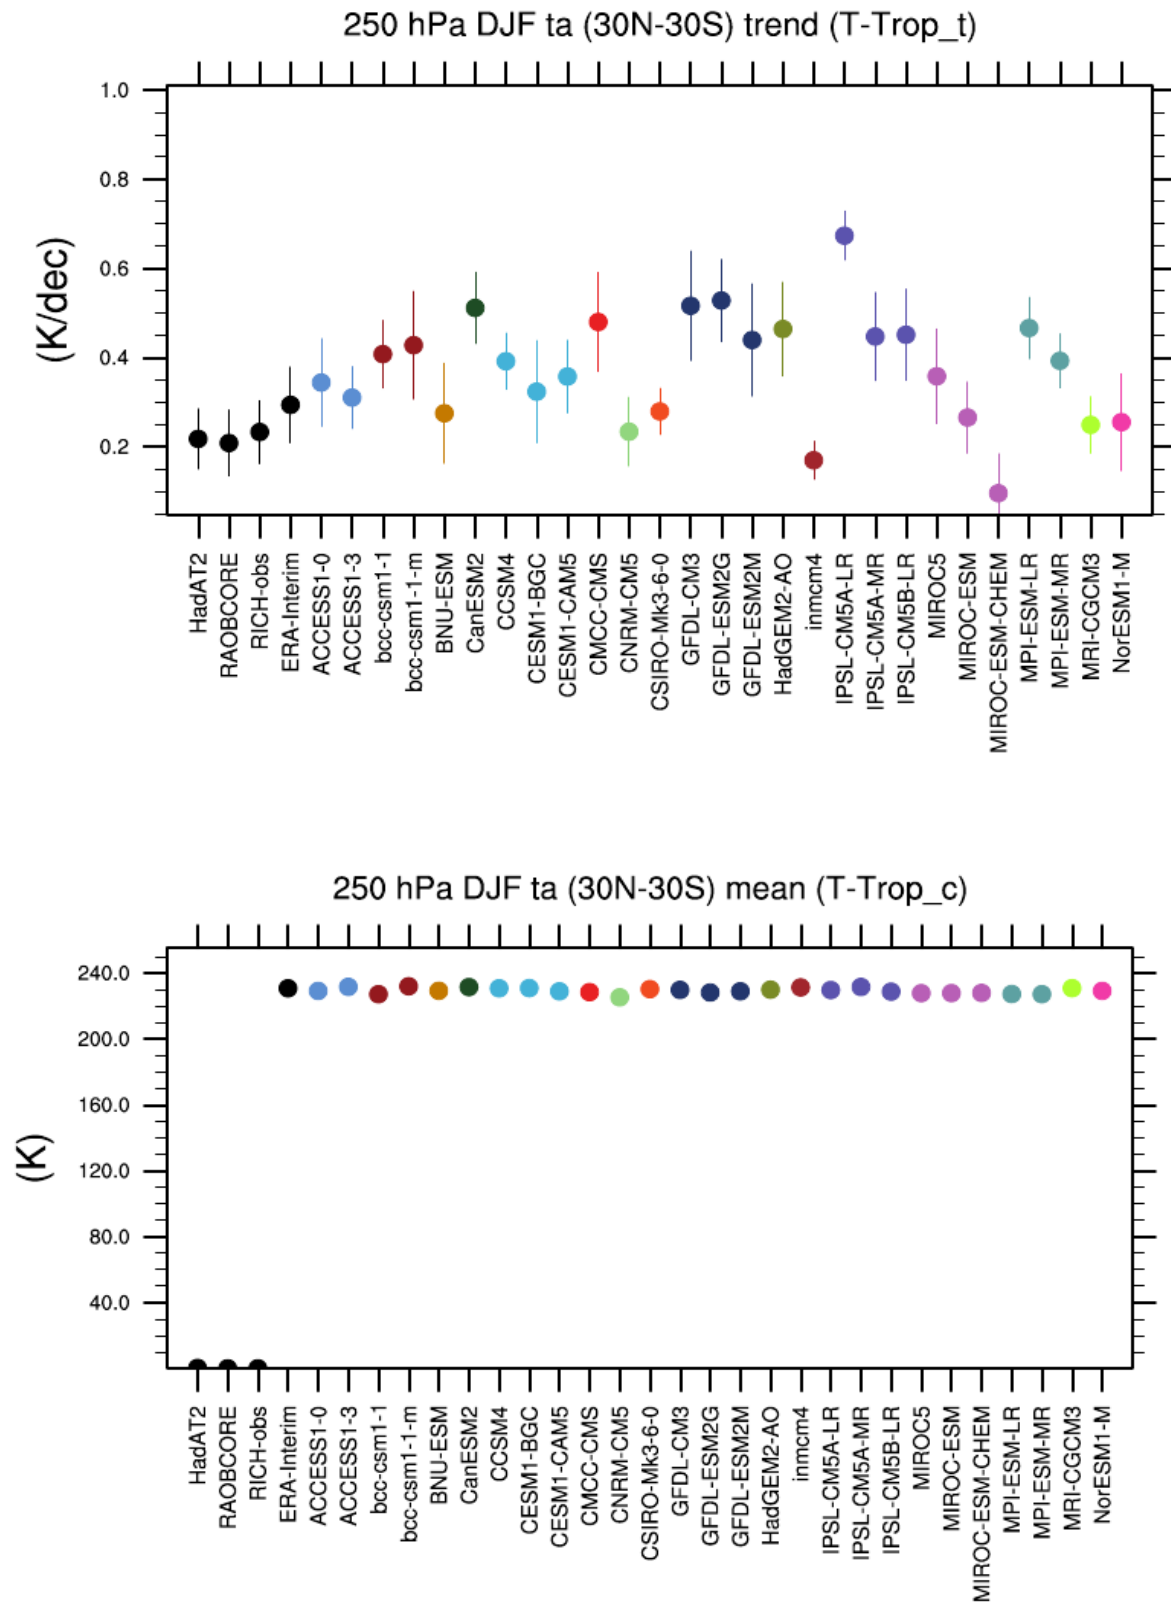 250 hPa DJF ta (30N-30S) trend (T-Trop_t)
(K/dec)
1.0
0.8
0.6
0.4
0.2
HadAT2
RAOBCORE
RICH-obs
ERA-Interim
ACCESS1-0
ACCESS1-3
bcc-csm1-1
bcc-csm1-1-m
BNU-ESM
CanESM2
CCSM4
CESM1-BGC
CESM1-CAM5
CMCC-CMS
CNRM-CM5
CSIRO-Mk3-6-0
GFDL-CM3
GFDL-ESM2G
GFDL-ESM2M
HadGEM2-AO
inmcm4
IPSL-CM5A-LR
IPSL-CM5A-MR
IPSL-CM5B-LR
MIROC5
MIROC-ESM
MIROC-ESM-CHEM
MPI-ESM-LR
MPI-ESM-MR
MRI-CGCM3
NorESM1-M
250 hPa DJF ta (30N-30S) mean (T-Trop_c)
(K)
240.0
200.0
160.0
120.0
80.0
40.0
HadAT2
RAOBCORE
RICH-obs
ERA-Interim
ACCESS1-0
ACCESS1-3
bcc-csm1-1
bcc-csm1-1-m
BNU-ESM
CanESM2
CCSM4
CESM1-BGC
CESM1-CAM5
CMCC-CMS
CNRM-CM5
CSIRO-Mk3-6-0
GFDL-CM3
GFDL-ESM2G
GFDL-ESM2M
HadGEM2-AO
inmcm4
IPSL-CM5A-LR
IPSL-CM5A-MR
IPSL-CM5B-LR
MIROC5
MIROC-ESM
MIROC-ESM-CHEM
MPI-ESM-LR
MPI-ESM-MR
MRI-CGCM3
NorESM1-M